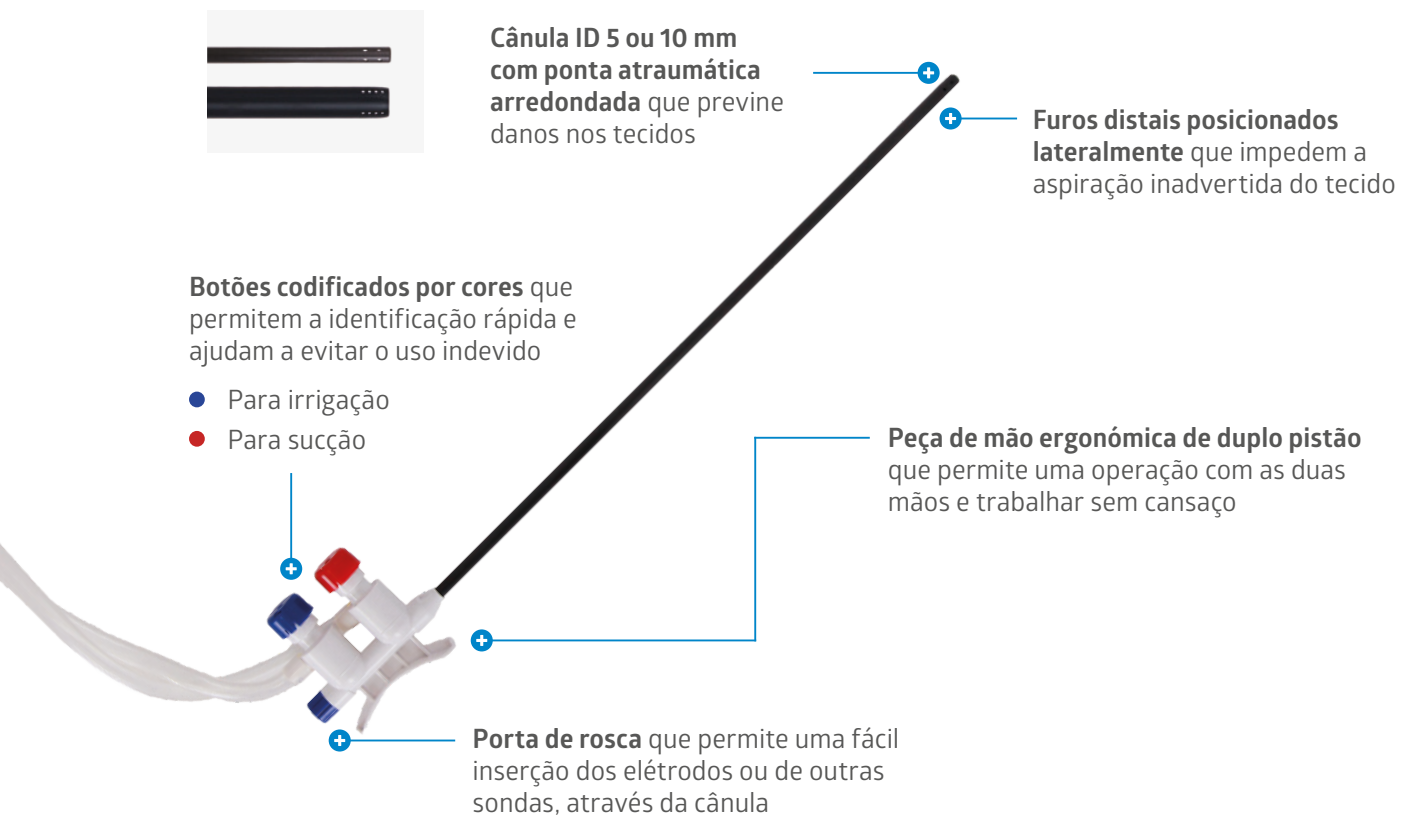 Cânula ID 5 ou 10 mm
com ponta atraumática
arredondada que previne
danos nos tecidos
Furos distais posicionados
lateralmente que impedem a
aspiração inadvertida do tecido
Botões codificados por cores que
permitem a identificação rápida e
ajudam a evitar o uso indevido
Para irrigação
Para sucção
Peça de mão ergonómica de duplo pistão
que permite uma operação com as duas
mãos e trabalhar sem cansaço
Porta de rosca que permite uma fácil
inserção dos elétrodos ou de outras
sondas, através da cânula